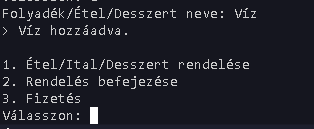 Folyadék/Étel/Desszert neve: Víz
> Víz hozzáadva.
1. Étel/Ital/Desszert rendelése
2. Rendelés befejezése
3. Fizetés
Válasszon: